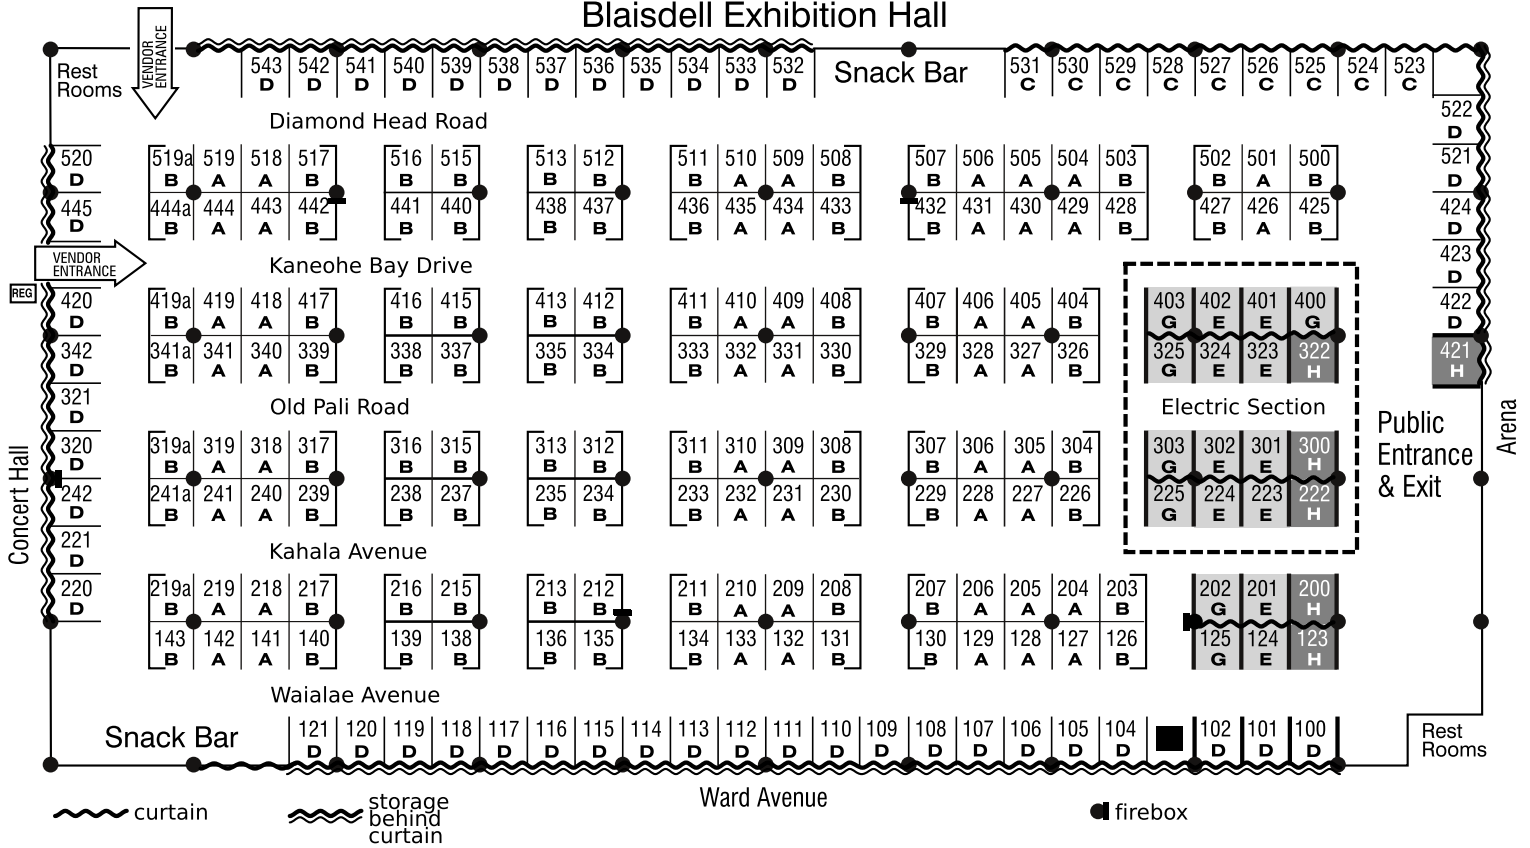 Blaisdell Exhibition Hall
VENDOR
ENTRANCE
Rest
Rooms
543 542 541 540 539 538 537 536 535 534 533 532
D D D D D D D D D D D D
Snack Bar
531 530 529 528 527 526 525 524 523
C C C C C C C C C
522
D
Diamond Head Road
520
D
519a 519 518 517 516 515 513 512 511 510 509 508 507 506 505 504 503 502 501 500
B A A B B B B B B A A B B A A A B B A B
521
D
445
D
444a 444 443 442 441 440 438 437 436 435 434 433 432 431 430 429 428 427 426 425
B A A B B B B B B A A B B A A A B B A B
424
D
VENDOR
ENTRANCE
Kaneohe Bay Drive
423
D
REG
420
D
419a 419 418 417 416 415 413 412 411 410 409 408 407 406 405 404 403 402 401 400
B A A B B B B B B A A B B A A B G E E G
422
D
342
D
341a 341 340 339 338 337 335 334 333 332 331 330 329 328 327 326 325 324 323 322
B A A B B B B B B A A B B A A B G E E H
421
H
321
D
Old Pali Road
Electric Section
Public
Entrance
& Exit
Arena
Concert Hall
320
D
319a 319 318 317 316 315 313 312 311 310 309 308 307 306 305 304 303 302 301 300
B A A B B B B B B A A B B A A B G E E H
242
D
241a 241 240 239 238 237 235 234 233 232 231 230 229 228 227 226 225 224 223 222
B A A B B B B B B A A B B A A B G E E H
221
D
Kahala Avenue
220
D
219a 219 218 217 216 215 213 212 211 210 209 208 207 206 205 204 203 202 201 200
B A A B B B B B B A A B B A A A B G E H
143 142 141 140 139 138 136 135 134 133 132 131 130 129 128 127 126 125 124 123
B A A B B B B B B A A B B A A A B G E H
Waialae Avenue
Snack Bar
121 120 119 118 117 116 115 114 113 112 111 110 109 108 107 106 105 104 102 101 100
D D D D D D D D D D D D D D D D D D D D D
Rest
Rooms
Ward Avenue
curtain
storage
behind
curtain
firebox